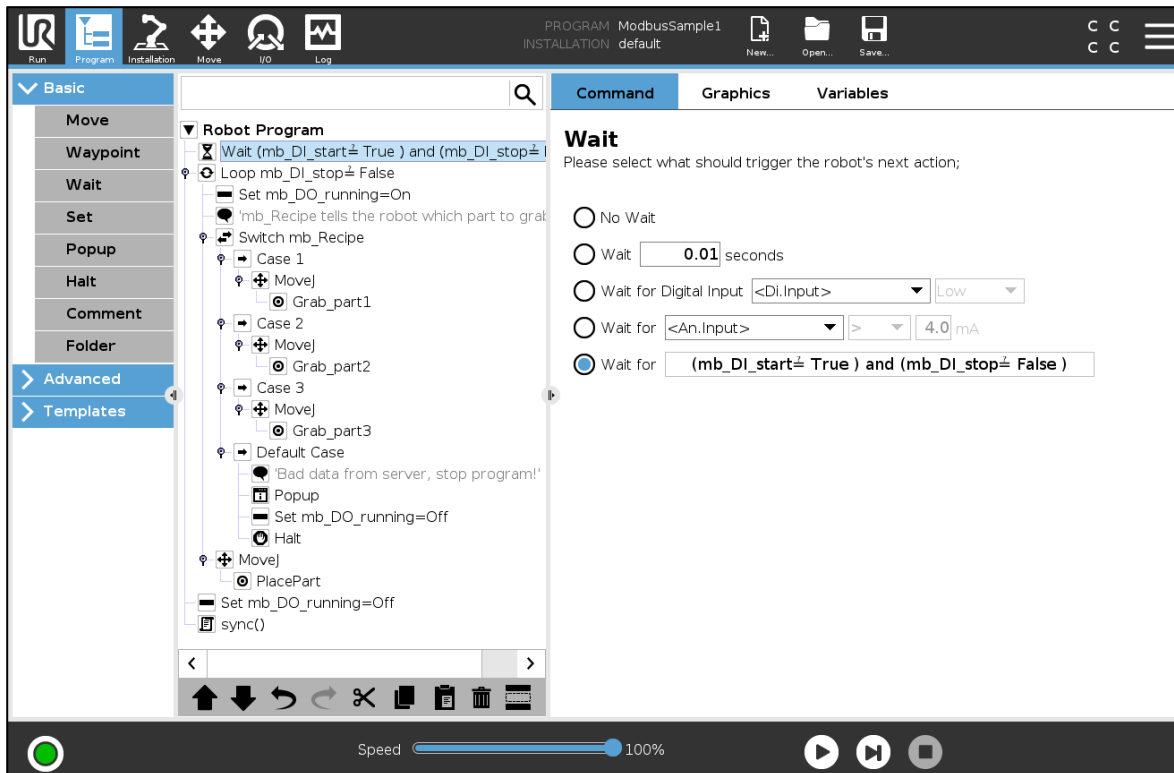 PROGRAM ModbusSample1
INSTALLATION default
UR
Run
Program
Installation
Move
I/O
Log
New...
Open...
Save...
C C
C C
Basic
Move
Waypoint
Wait
Set
Popup
Halt
Comment
Folder
Advanced
Templates
Robot Program
Wait (mb_DI_start≟ True ) and (mb_DI_stop≟
Loop mb_DI_stop≟ False
Set mb_DO_running=On
'mb_Recipe tells the robot which part to grab
Switch mb_Recipe
Case 1
MoveJ
Grab_part1
Case 2
MoveJ
Grab_part2
Case 3
MoveJ
Grab_part3
Default Case
'Bad data from server, stop program!'
Popup
Set mb_DO_running=Off
Halt
MoveJ
PlacePart
Set mb_DO_running=Off
sync()
Command Graphics Variables
Wait
Please select what should trigger the robot's next action;
No Wait
Wait 0.01 seconds
Wait for Digital Input <Di.Input> Low
Wait for <An.Input> > 4.0 mA
Wait for (mb_DI_start≟ True ) and (mb_DI_stop≟ False )
Speed 100%